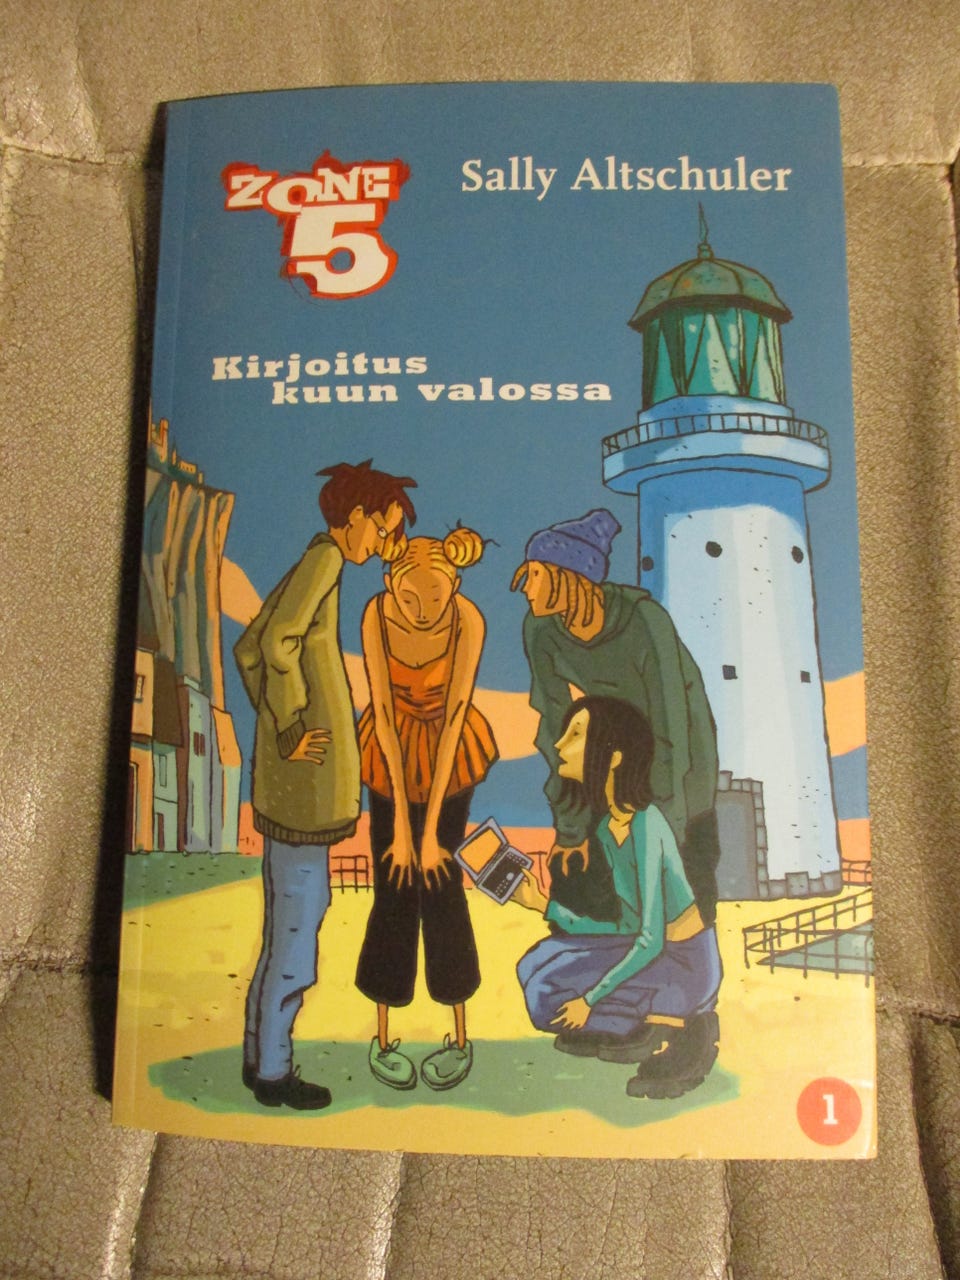 ZONE
5
Sally Altschuler
Kirjoitus
kuun valossa
1